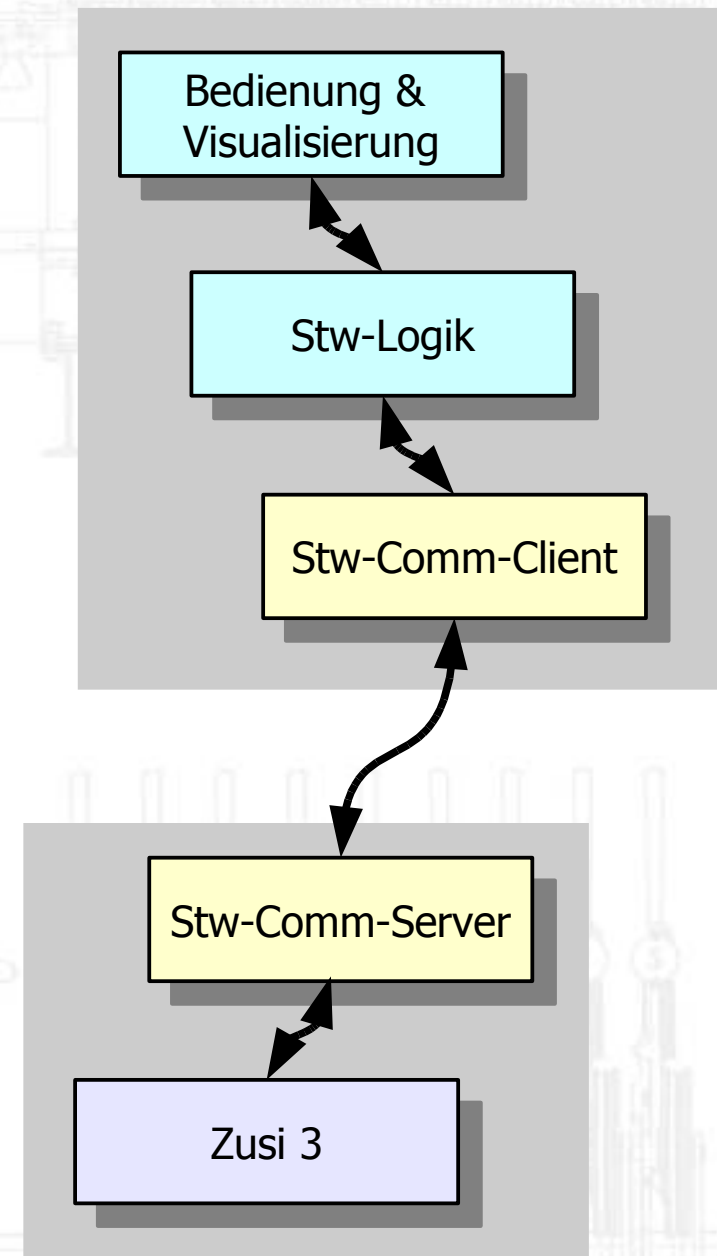 Bedienung &
Visualisierung
Stw-Logik
Stw-Comm-Client
Stw-Comm-Server
Zusi 3